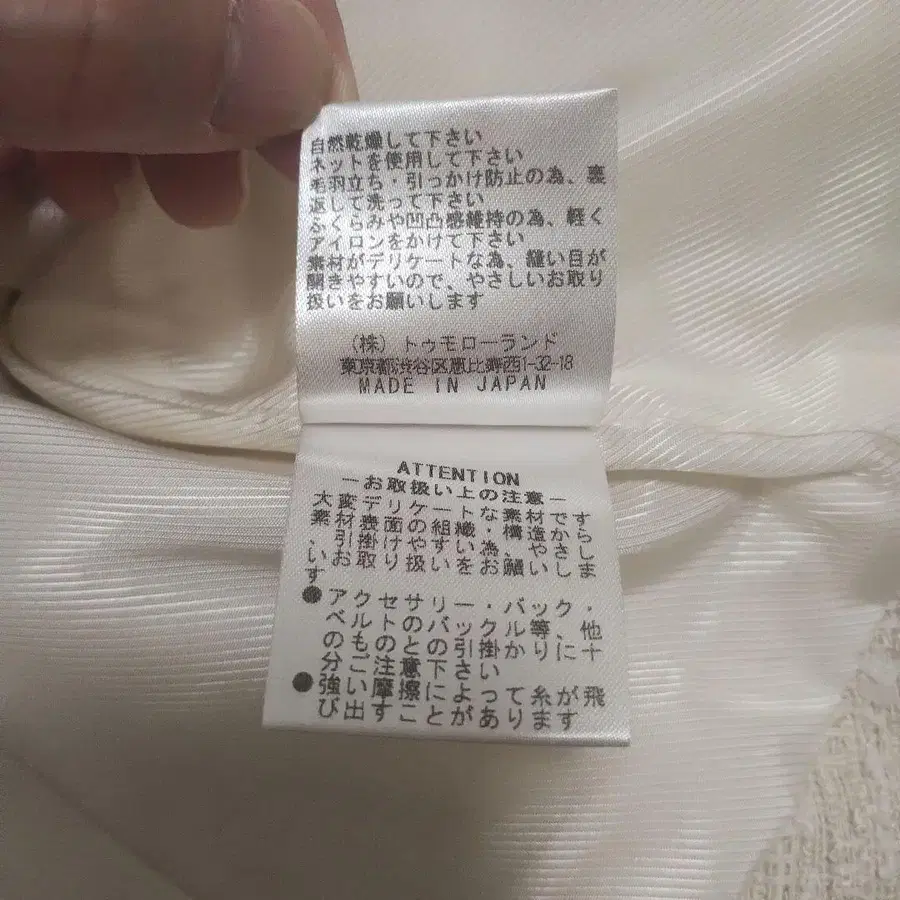 自然乾燥して下さい
ネットを使用して下さい
毛羽立ち・引っかけ防止の為、裏
返して洗って下さい
ふくらみや凹凸感維持の為、軽く
アイロンをかけて下さい
素材がデリケートな為、縫い目が
開きやすいので、やさしいお取り
扱いをお願いします
(株) トゥモローランド
東京都渋谷区恵比寿西1-32-18
MADE IN JAPAN
ATTENTION
—お取扱い上の注意—
大変デリケートな素材です
素材表面の組織・構造から
、引掛けやすい為、やさし
いお取り扱いをお願いしま
す
●アクセサリー・バック・
ベルトのバックル等、他
のものとの引掛かりに十
分ご注意下さい
●強い摩擦によって糸が飛
び出すことがあります